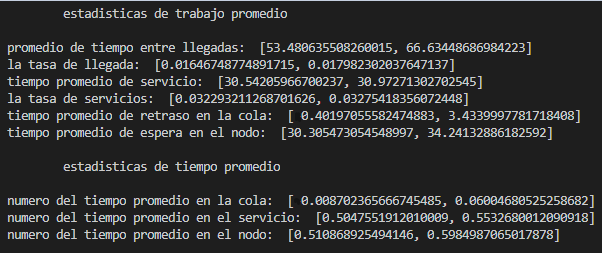 estadisticas de trabajo promedio
promedio de tiempo entre llegadas: [53.480635508260015, 66.63448686984223]
la tasa de llegada: [0.01646748774891715, 0.017982302037647137]
tiempo promedio de servicio: [30.54205966700237, 30.97271302702545]
la tasa de servicios: [0.032293211268701626, 0.03275418356072448]
tiempo promedio de retraso en la cola: [ 0.40197055582474883, 3.4339997781718408]
tiempo promedio de espera en el nodo: [30.305473054548997, 34.24132886182592]
estadisticas de tiempo promedio
numero del tiempo promedio en la cola: [ 0.008702365666745485, 0.06004680525258682]
numero del tiempo promedio en el servicio: [0.5047551912010009, 0.5532680012090918]
numero del tiempo promedio en el nodo: [0.510868925494146, 0.5984987065017878]